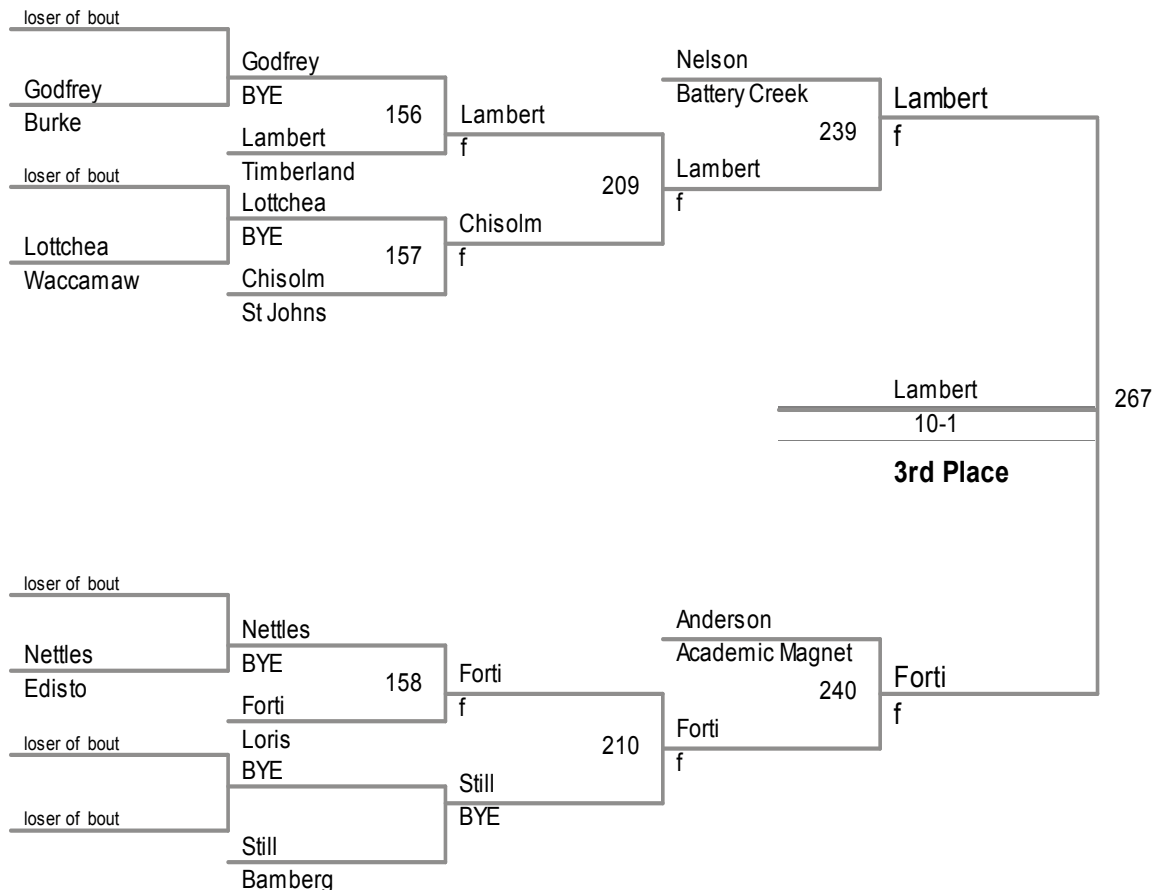 loser of bout
Godfrey
Burke
Godfrey
BYE
156
Lambert
Timberland
loser of bout
Lottchea
Waccamaw
Lottchea
BYE
157
Chisolm
St Johns
Lambert
f
209
Chisolm
f
Nelson
Battery Creek
239
Lambert
f
Lambert
f
Lambert
10-1
3rd Place
267
loser of bout
Nettles
Edisto
Nettles
BYE
158
Forti
Loris
loser of bout
loser of bout
BYE
Still
Bamberg
Forti
f
210
Still
BYE
Anderson
Academic Magnet
240
Forti
f
Forti
f